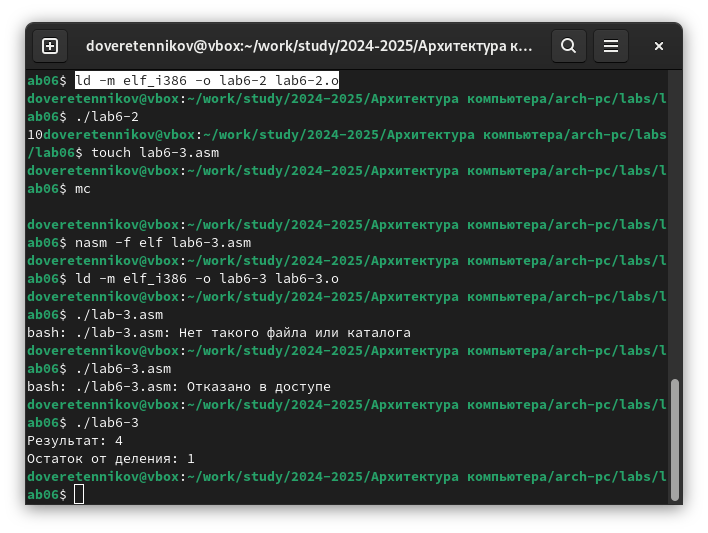 doveretennikov@vbox:~/work/study/2024-2025/Архитектура к...
ab06$ ld -m elf_i386 -o lab6-2 lab6-2.o
doveretennikov@vbox:~/work/study/2024-2025/Архитектура компьютера/arch-pc/labs/l
ab06$ ./lab6-2
10doveretennikov@vbox:~/work/study/2024-2025/Архитектура компьютера/arch-pc/labs
/lab06$ touch lab6-3.asm
doveretennikov@vbox:~/work/study/2024-2025/Архитектура компьютера/arch-pc/labs/l
ab06$ mc
doveretennikov@vbox:~/work/study/2024-2025/Архитектура компьютера/arch-pc/labs/l
ab06$ nasm -f elf lab6-3.asm
doveretennikov@vbox:~/work/study/2024-2025/Архитектура компьютера/arch-pc/labs/l
ab06$ ld -m elf_i386 -o lab6-3 lab6-3.o
doveretennikov@vbox:~/work/study/2024-2025/Архитектура компьютера/arch-pc/labs/l
ab06$ ./lab-3.asm
bash: ./lab-3.asm: Нет такого файла или каталога
doveretennikov@vbox:~/work/study/2024-2025/Архитектура компьютера/arch-pc/labs/l
ab06$ ./lab6-3.asm
bash: ./lab6-3.asm: Отказано в доступе
doveretennikov@vbox:~/work/study/2024-2025/Архитектура компьютера/arch-pc/labs/l
ab06$ ./lab6-3
Результат: 4
Остаток от деления: 1
doveretennikov@vbox:~/work/study/2024-2025/Архитектура компьютера/arch-pc/labs/l
ab06$